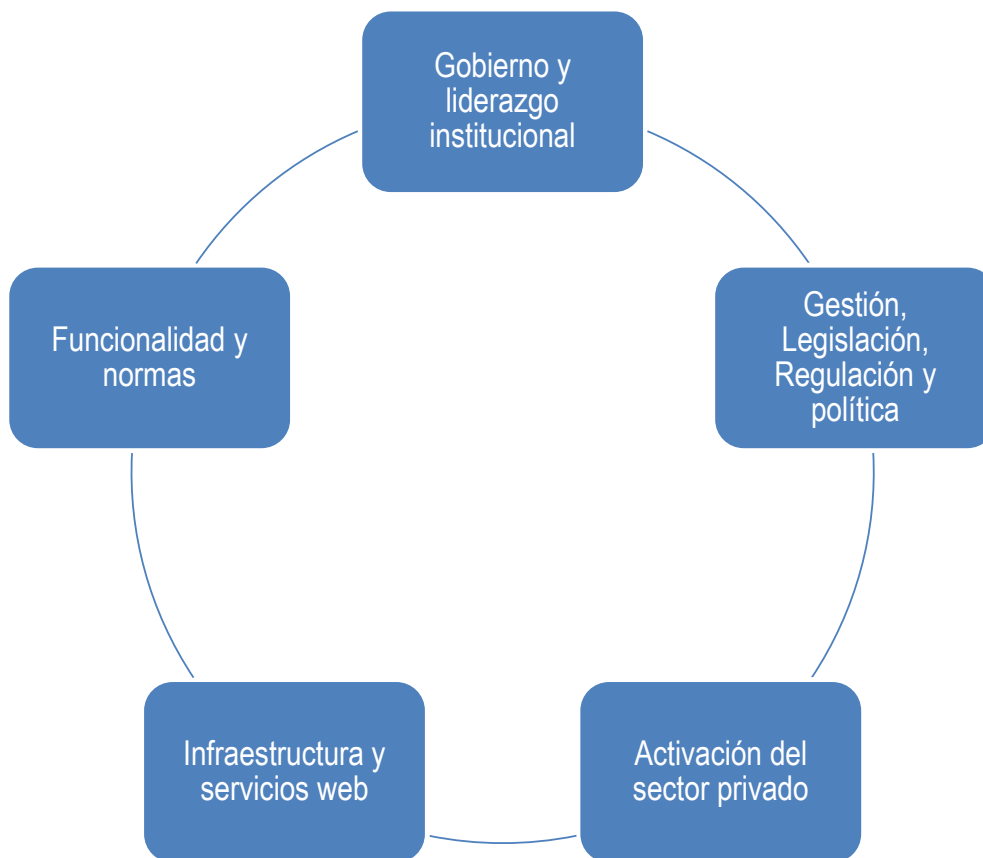 Gobierno y
liderazgo
institucional
Gestión,
Legislación,
Regulación y
política
Funcionalidad y
normas
Infraestructura y
servicios web
Activación del
sector privado